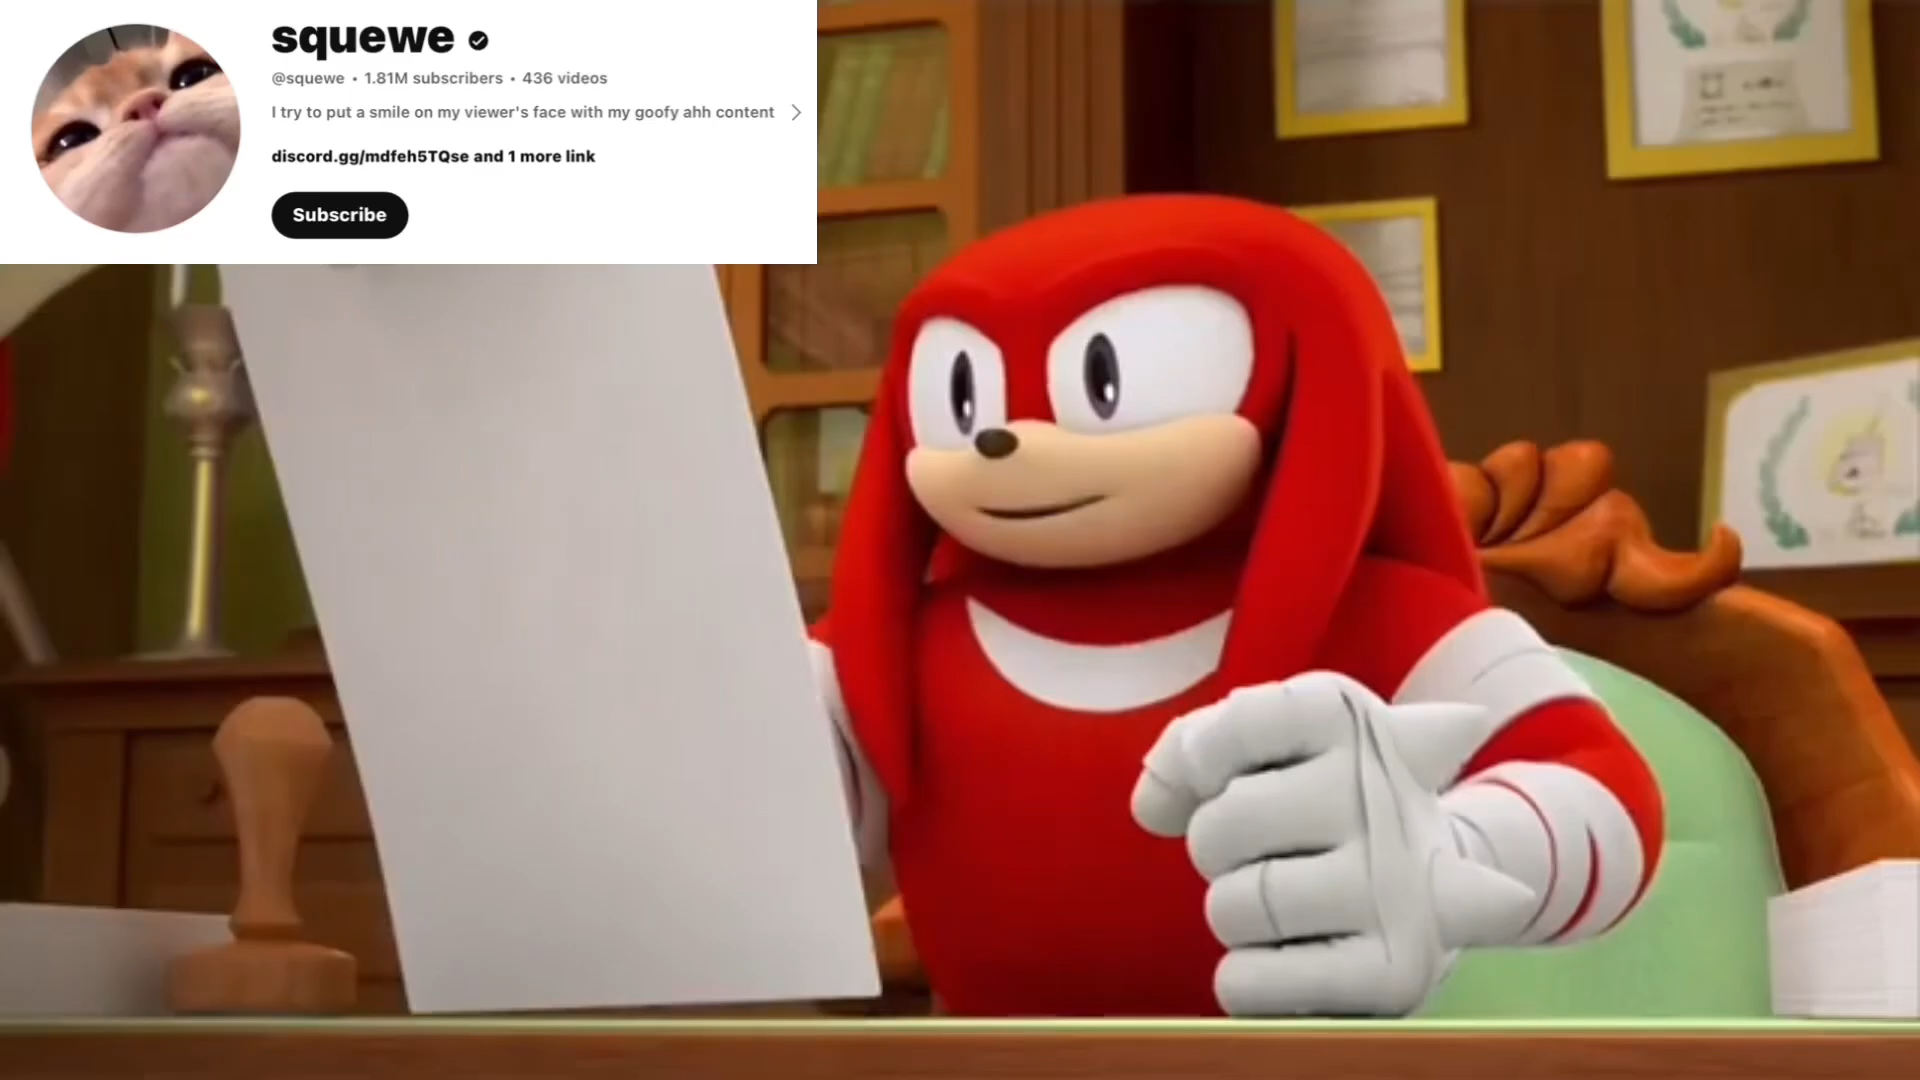 squewe
@squewe • 1.81M subscribers • 436 videos
I try to put a smile on my viewer's face with my goofy ahh content
discord.gg/mdfeh5TQse and 1 more link
Subscribe